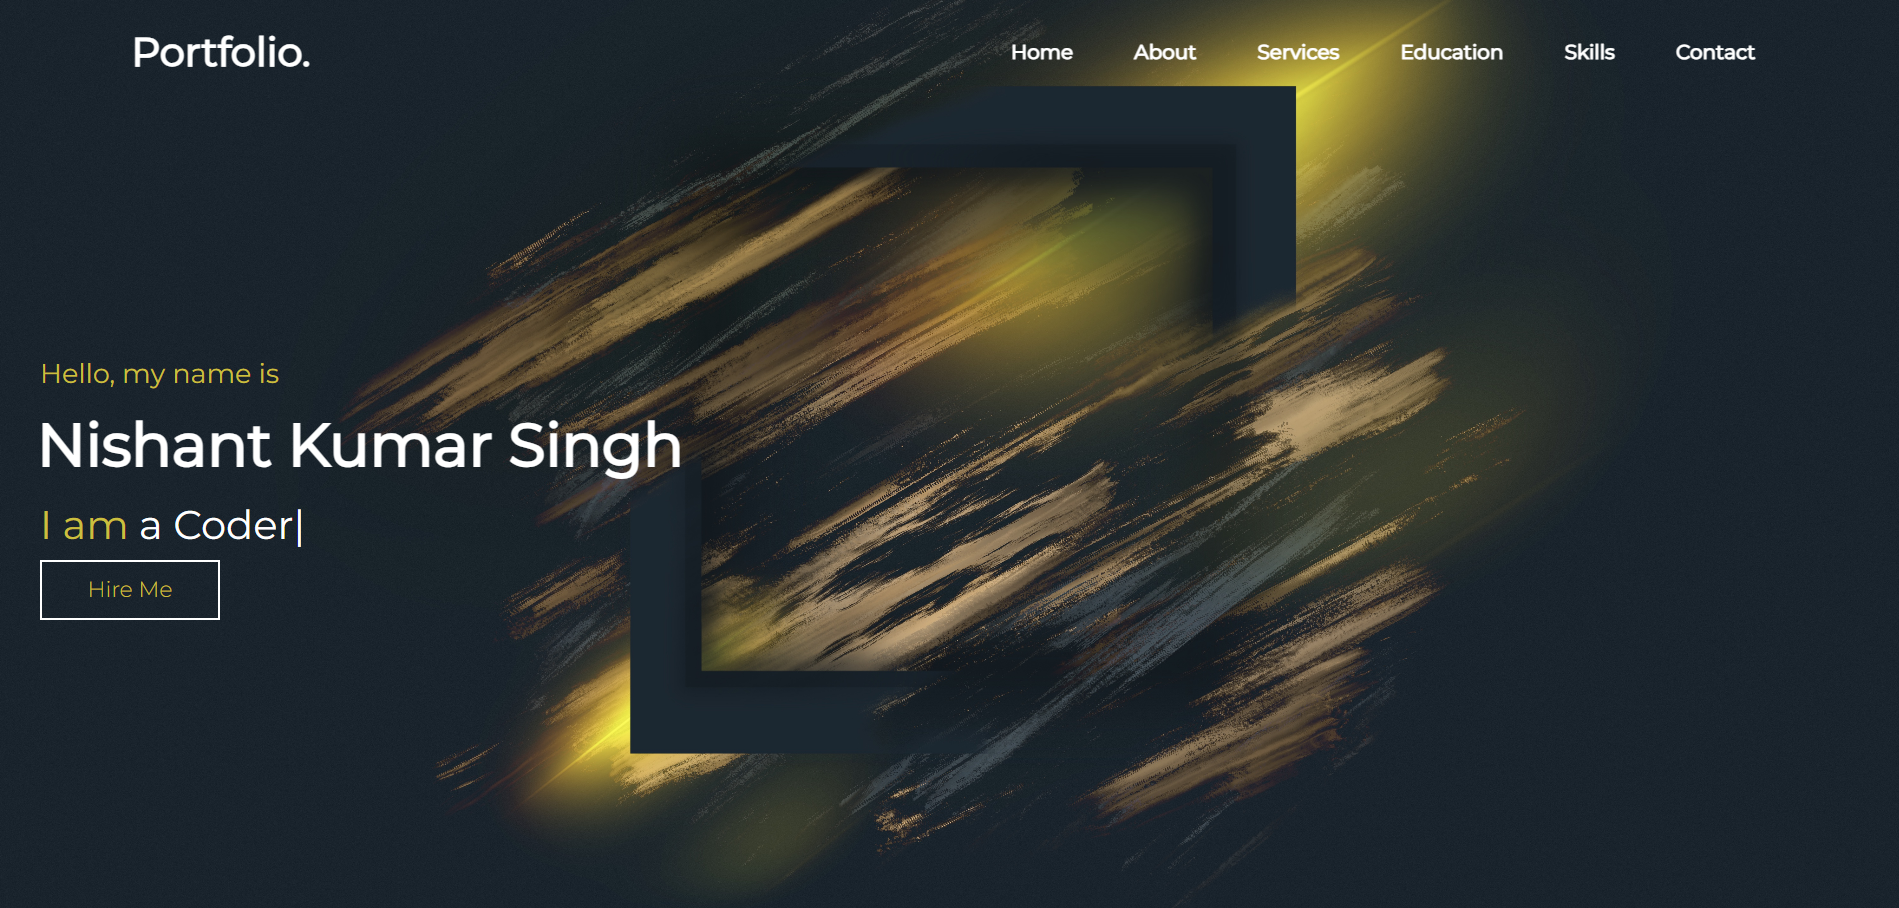 Portfolio.
Home About Services Education Skills Contact
Hello, my name is
Nishant Kumar Singh
I am a Coder|
Hire Me